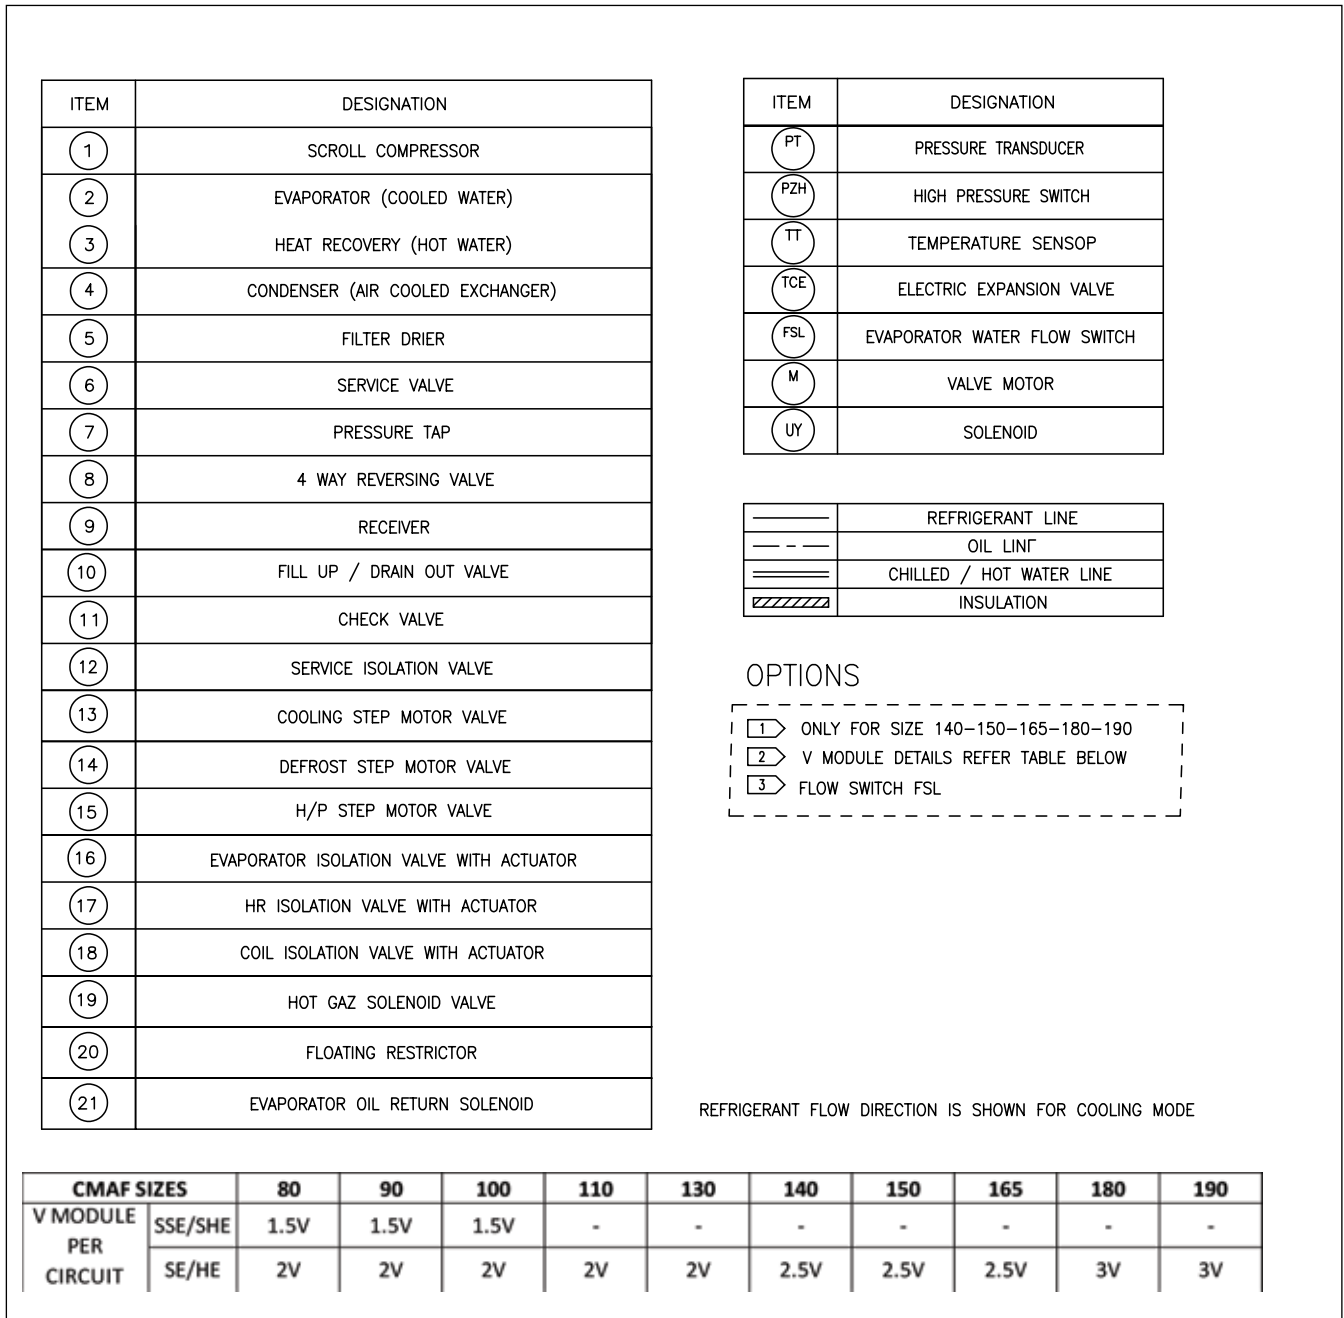 ITEM DESIGNATION
1 SCROLL COMPRESSOR
2 EVAPORATOR (COOLED WATER)
3 HEAT RECOVERY (HOT WATER)
4 CONDENSER (AIR COOLED EXCHANGER)
5 FILTER DRIER
6 SERVICE VALVE
7 PRESSURE TAP
8 4 WAY REVERSING VALVE
9 RECEIVER
10 FILL UP / DRAIN OUT VALVE
11 CHECK VALVE
12 SERVICE ISOLATION VALVE
13 COOLING STEP MOTOR VALVE
14 DEFROST STEP MOTOR VALVE
15 H/P STEP MOTOR VALVE
16 EVAPORATOR ISOLATION VALVE WITH ACTUATOR
17 HR ISOLATION VALVE WITH ACTUATOR
18 COIL ISOLATION VALVE WITH ACTUATOR
19 HOT GAZ SOLENOID VALVE
20 FLOATING RESTRICTOR
21 EVAPORATOR OIL RETURN SOLENOID
ITEM DESIGNATION
PT PRESSURE TRANSDUCER
PZH HIGH PRESSURE SWITCH
TT TEMPERATURE SENSOP
TCE ELECTRIC EXPANSION VALVE
FSL EVAPORATOR WATER FLOW SWITCH
M VALVE MOTOR
UY SOLENOID
REFRIGERANT LINE
OIL LINΓ
CHILLED / HOT WATER LINE
INSULATION
OPTIONS
1 ONLY FOR SIZE 140-150-165-180-190
2 V MODULE DETAILS REFER TABLE BELOW
3 FLOW SWITCH FSL
REFRIGERANT FLOW DIRECTION IS SHOWN FOR COOLING MODE
CMAF SIZES 80 90 100 110 130 140 150 165 180 190
V MODULE PER CIRCUIT SSE/SHE 1.5V 1.5V 1.5V - - - - - - -
SE/HE 2V 2V 2V 2V 2V 2.5V 2.5V 2.5V 3V 3V